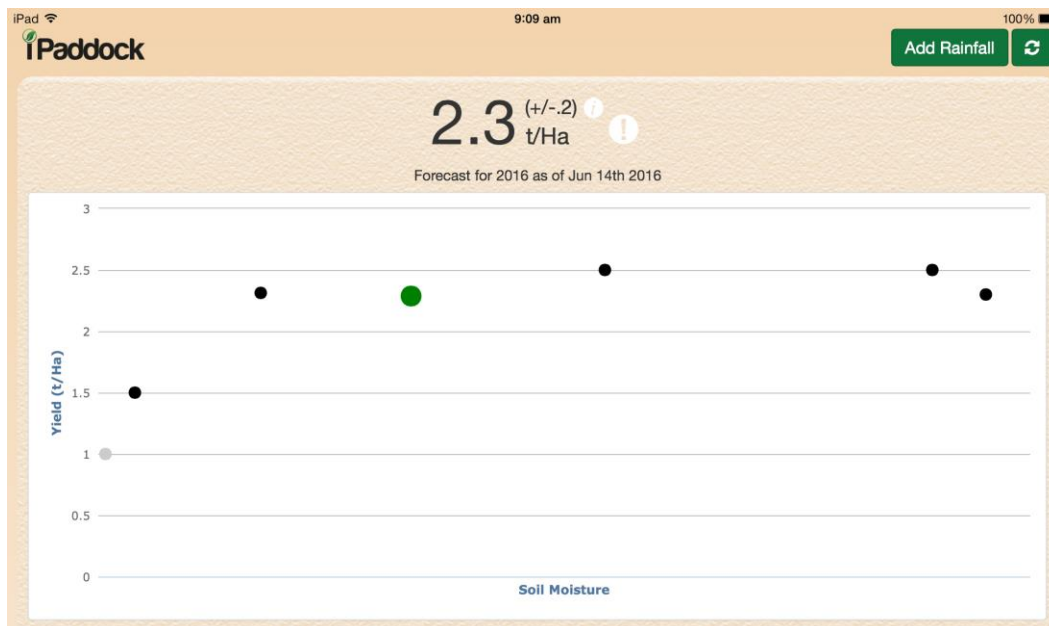 iPad 9:09 am 100%
iPaddock
Add Rainfall
2.3 (+/-.2) i
t/Ha !
Forecast for 2016 as of Jun 14th 2016
3
2.5
2
1.5
1
0.5
0
Yield (t/Ha)
Soil Moisture